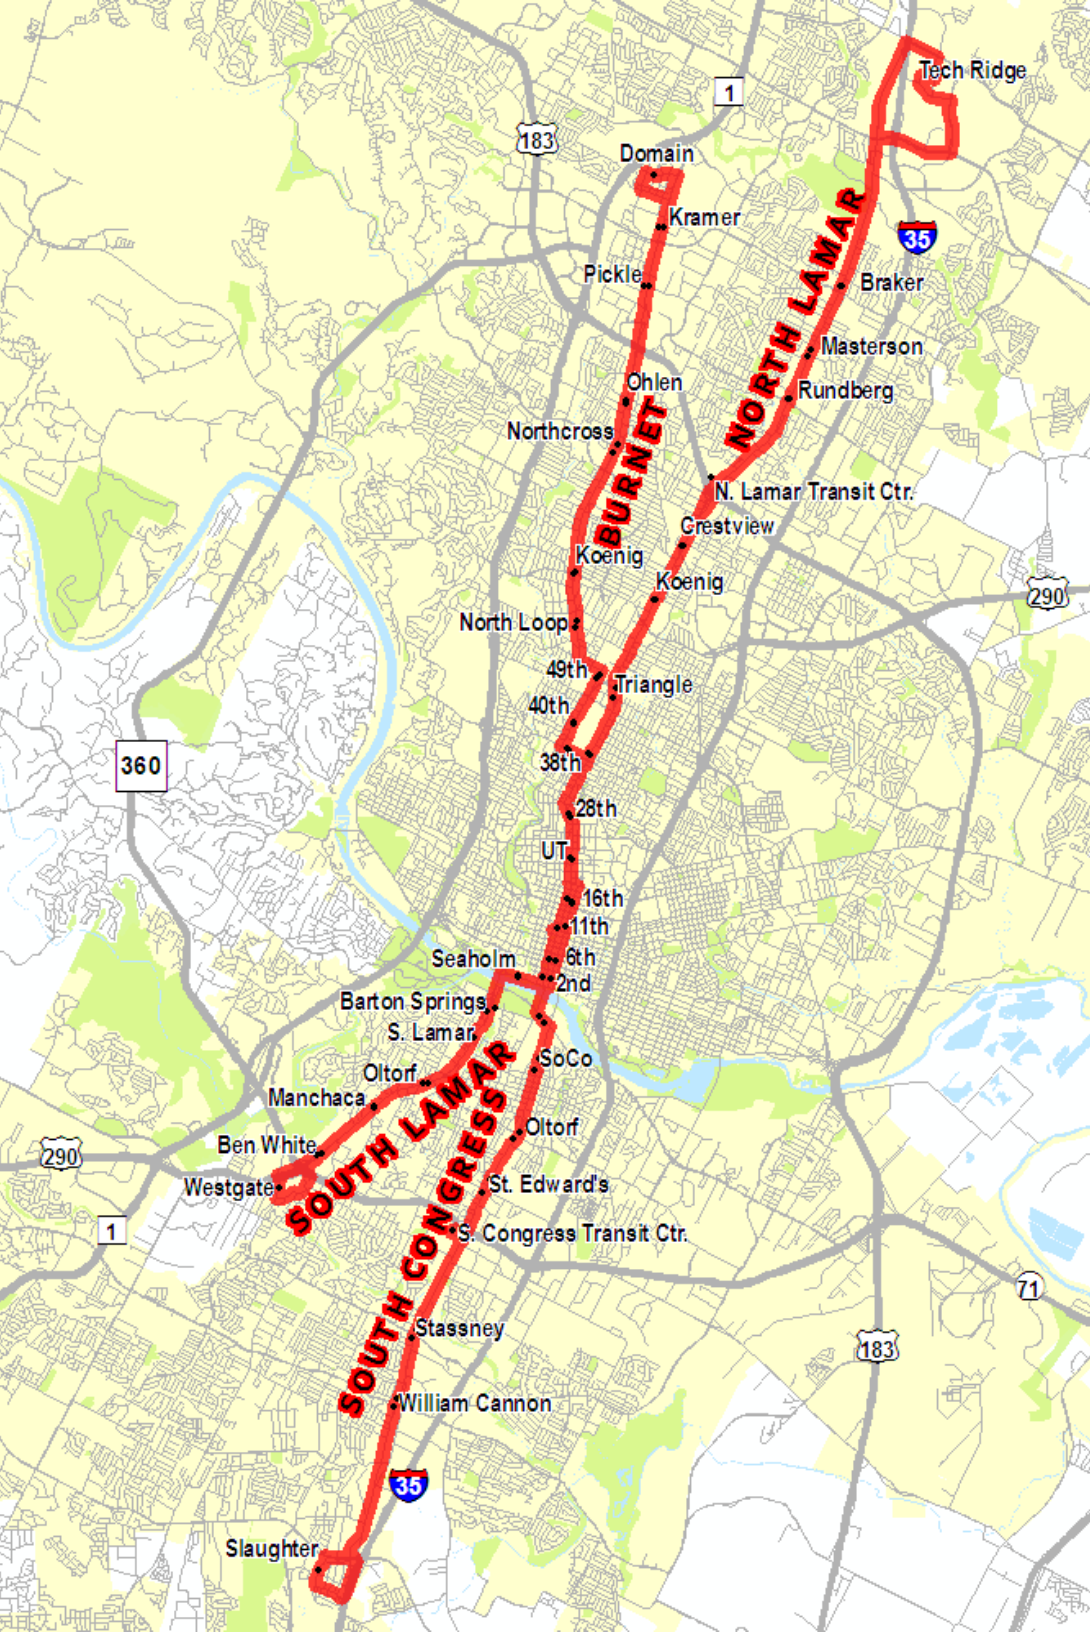 Tech Ridge
1
183
Domain
Kramer
35
Pickle
Braker
NORTH LAMAR
Masterson
Ohlen
Rundberg
Northcross
BURNET
N. Lamar Transit Ctr.
Crestview
Koenig
Koenig
290
North Loop
49th
Triangle
40th
38th
360
28th
UT
16th
11th
Seaholm
6th
2nd
Barton Springs
S. Lamar
SoCo
Oltorf
Manchaca
SOUTH LAMAR
Oltorf
Ben White
290
Westgate
St. Edward's
1
S. Congress Transit Ctr.
SOUTH CONGRESS
71
Stassney
183
William Cannon
35
Slaughter